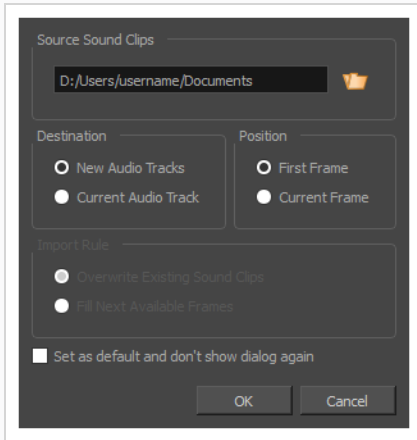 Source Sound Clips
D:/Users/username/Documents
Destination
Position
New Audio Tracks
First Frame
Current Audio Track
Current Frame
Import Rule
Overwrite Existing Sound Clips
Fill Next Available Frames
Set as default and don't show dialog again
OK
Cancel